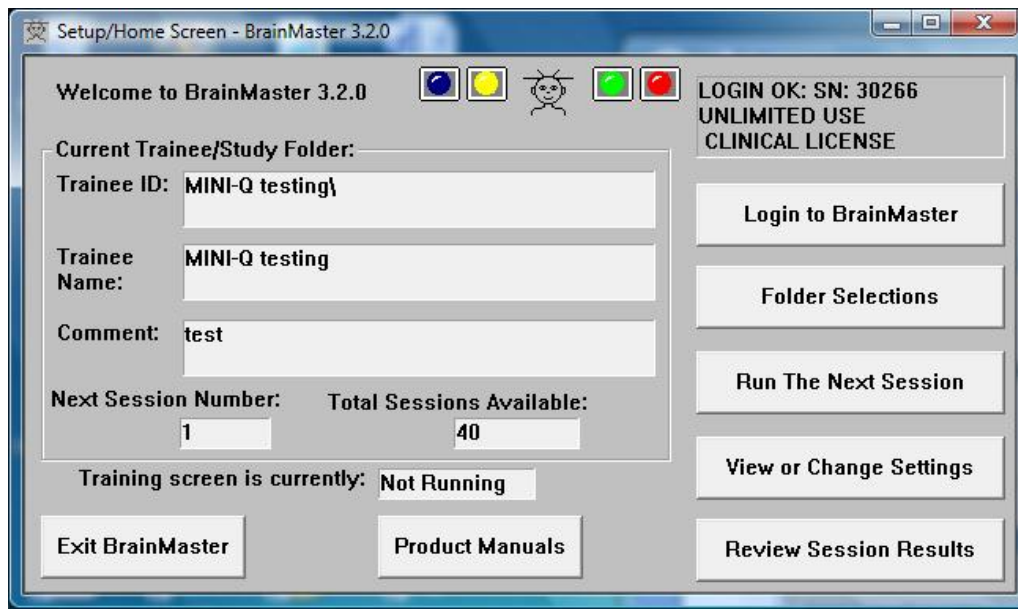 Setup/Home Screen - BrainMaster 3.2.0
Welcome to BrainMaster 3.2.0
LOGIN OK: SN: 30266
UNLIMITED USE
CLINICAL LICENSE
Current Trainee/Study Folder:
Trainee ID: MINI-Q testing\
Trainee
Name:
MINI-Q testing
Comment: test
Next Session Number: Total Sessions Available:
1 40
Training screen is currently: Not Running
Exit BrainMaster
Product Manuals
Login to BrainMaster
Folder Selections
Run The Next Session
View or Change Settings
Review Session Results